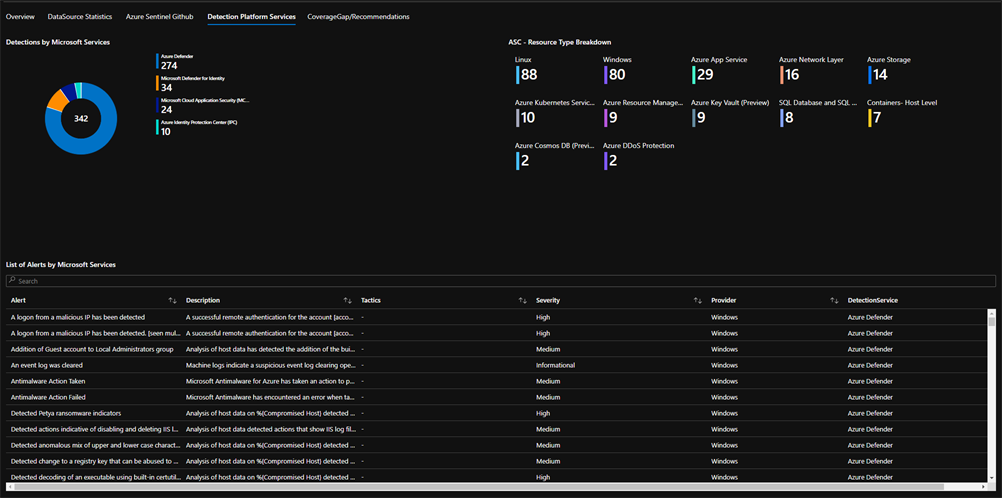 Overview DataSource Statistics Azure Sentinel Github Detection Platform Services CoverageGap/Recommendations
Detections by Microsoft Services
Azure Defender
274
Microsoft Defender for Identity
34
Microsoft Cloud Application Security (MC...
24
Azure Identity Protection Center (IPC)
10
342
ASC - Resource Type Breakdown
Linux Windows Azure App Service Azure Network Layer Azure Storage
88 80 29 16 14
Azure Kubernetes Servic... Azure Resource Manage... Azure Key Vault (Preview) SQL Database and SQL ... Containers- Host Level
10 9 9 8 7
Azure Cosmos DB (Previ... Azure DDoS Protection
2 2
List of Alerts by Microsoft Services
Search
Alert Description Tactics Severity Provider DetectionService
A logon from a malicious IP has been detected A successful remote authentication for the account [acco... - High Windows Azure Defender
A logon from a malicious IP has been detected. [seen mul... A successful remote authentication for the account [acco... - High Windows Azure Defender
Addition of Guest account to Local Administrators group Analysis of host data has detected the addition of the bui... - Medium Windows Azure Defender
An event log was cleared Machine logs indicate a suspicious event log clearing ope... - Informational Windows Azure Defender
Antimalware Action Taken Microsoft Antimalware for Azure has taken an action to p... - Medium Windows Azure Defender
Antimalware Action Failed Microsoft Antimalware has encountered an error when ta... - Medium Windows Azure Defender
Detected Petya ransomware indicators Analysis of host data on %{Compromised Host} detected ... - High Windows Azure Defender
Detected actions indicative of disabling and deleting IIS l... Analysis of host data detected actions that show IIS log fil... - Medium Windows Azure Defender
Detected anomalous mix of upper and lower case charact... Analysis of host data on %{Compromised Host} detected ... - Medium Windows Azure Defender
Detected change to a registry key that can be abused to ... Analysis of host data on %{Compromised Host} detected ... - Medium Windows Azure Defender
Detected decoding of an executable using built-in certutil... Analysis of host data on %{Compromised Host} detected ... - High Windows Azure Defender